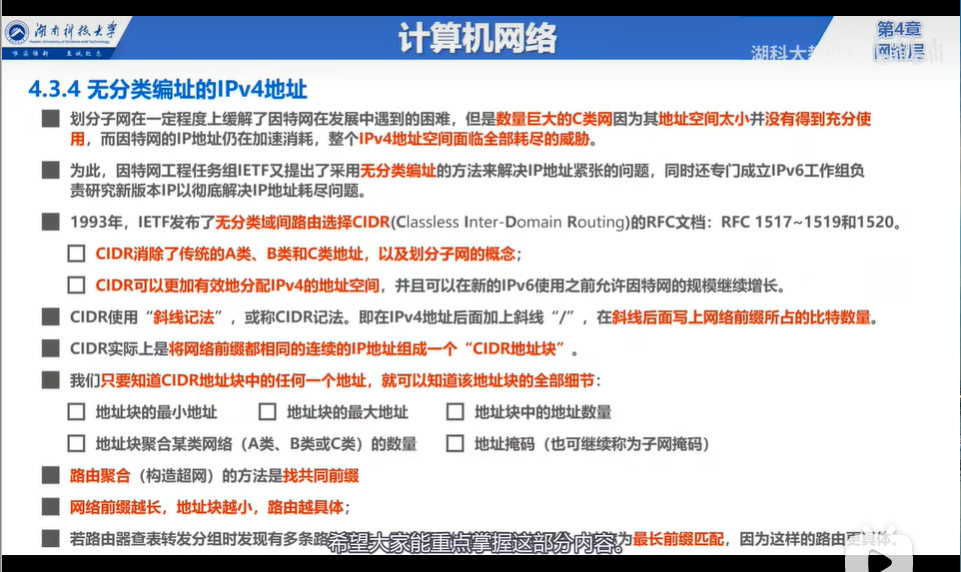 湖南科技大学
Hunan University of Science and Technology
唯实惟新 至诚致志
计算机网络
第4章
网络层
湖科大教
4.3.4 无分类编址的IPv4地址
划分子网在一定程度上缓解了因特网在发展中遇到的困难，但是数量巨大的C类网因为其地址空间太小并没有得到充分使
用，而因特网的IP地址仍在加速消耗，整个IPv4地址空间面临全部耗尽的威胁。
为此，因特网工程任务组IETF又提出了采用无分类编址的方法来解决IP地址紧张的问题，同时还专门成立IPv6工作组负
责研究新版本IP以彻底解决IP地址耗尽问题。
1993年，IETF发布了无分类域间路由选择CIDR(Classless Inter-Domain Routing)的RFC文档：RFC 1517~1519和1520。
CIDR消除了传统的A类、B类和C类地址，以及划分子网的概念；
CIDR可以更加有效地分配IPv4的地址空间，并且可以在新的IPv6使用之前允许因特网的规模继续增长。
CIDR使用“斜线记法”，或称CIDR记法。即在IPv4地址后面加上斜线“/”，在斜线后面写上网络前缀所占的比特数量。
CIDR实际上是将网络前缀都相同的连续的IP地址组成一个“CIDR地址块”。
我们只要知道CIDR地址块中的任何一个地址，就可以知道该地址块的全部细节：
地址块的最小地址 地址块的最大地址 地址块中的地址数量
地址块聚合某类网络（A类、B类或C类）的数量 地址掩码（也可继续称为子网掩码）
路由聚合（构造超网）的方法是找共同前缀
网络前缀越长，地址块越小，路由越具体；
若路由器查表转发分组时发现有多条路 为最长前缀匹配，因为这样的路由更具体。
希望大家能重点掌握这部分内容。